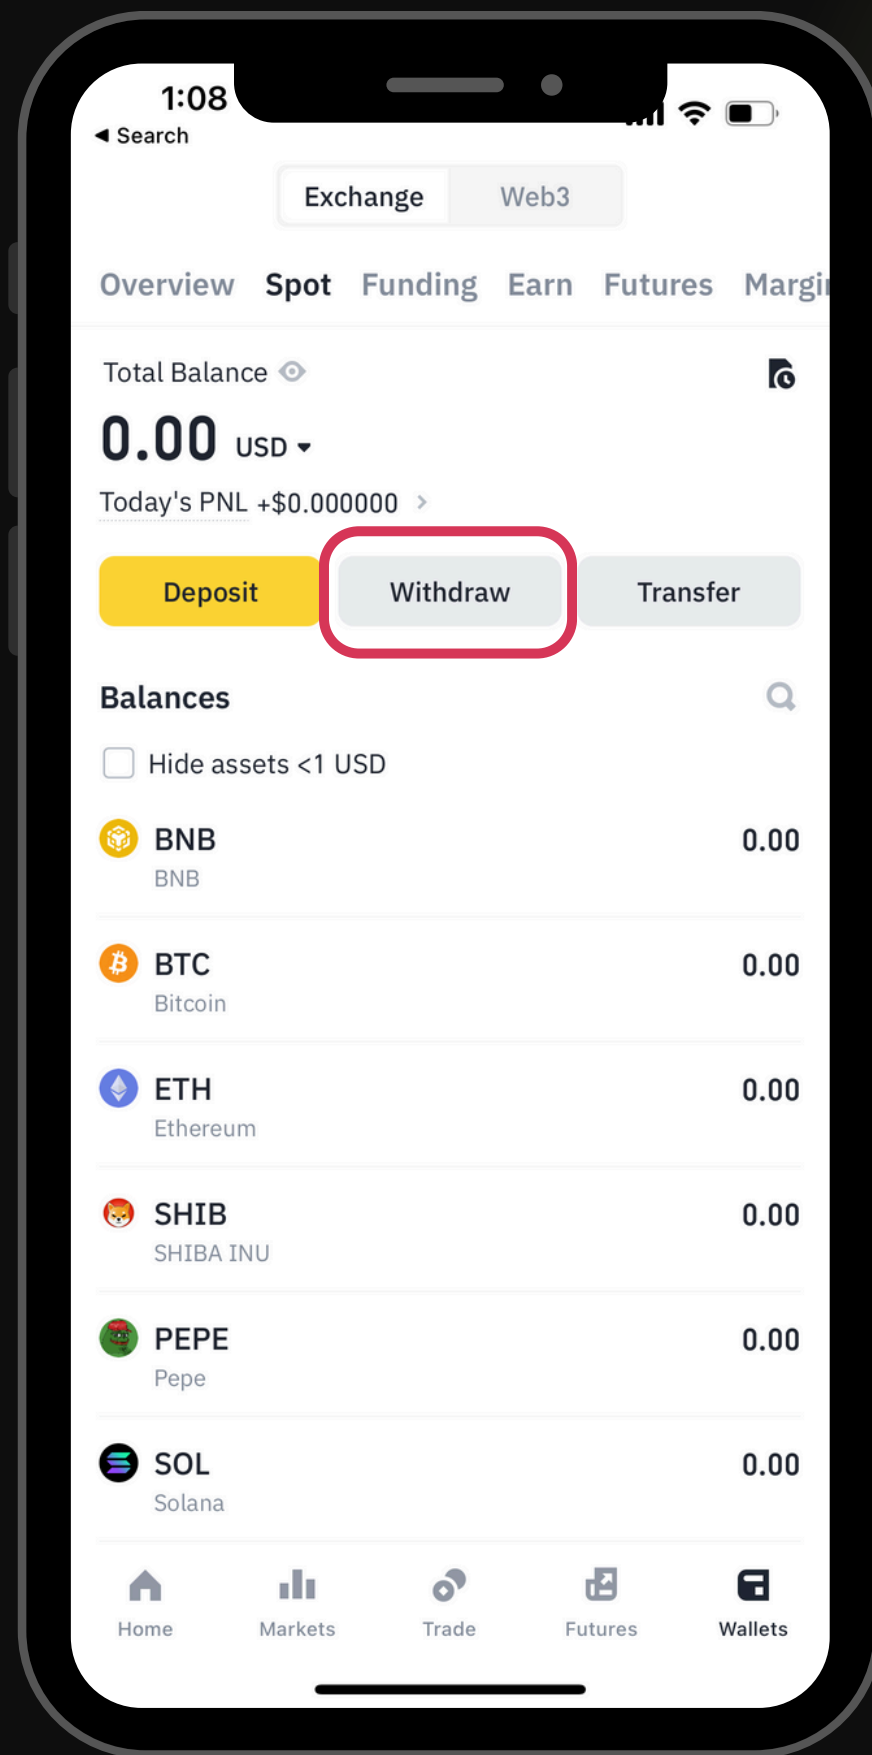 1:08
◀ Search
Exchange Web3
Overview Spot Funding Earn Futures
Total Balance
0.00 USD
Today's PNL +$0.000000
Deposit Withdraw Transfer
Balances
Hide assets <1 USD
BNB 0.00
BNB
BTC 0.00
Bitcoin
ETH 0.00
Ethereum
SHIB 0.00
SHIBA INU
PEPE 0.00
Pepe
SOL 0.00
Solana
Home Markets Trade Futures Wallets